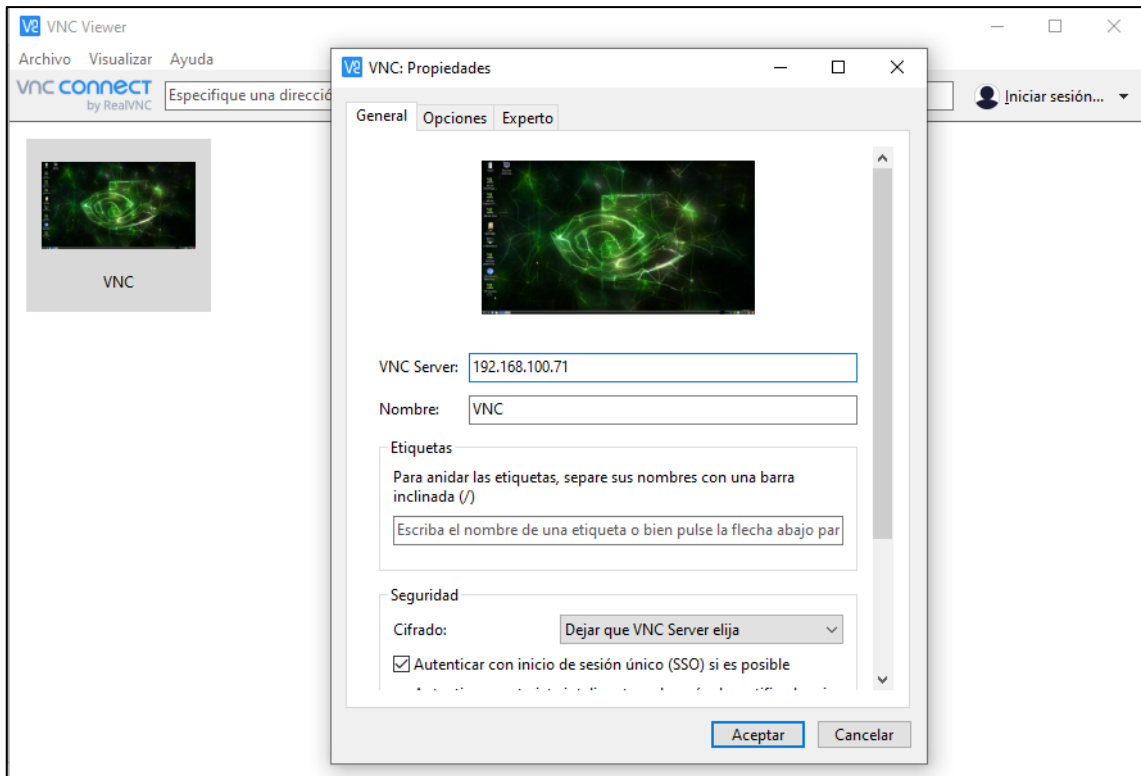 VNC Viewer
Archivo Visualizar Ayuda
vnc connect
by RealVNC
Especifique una direcció
Iniciar sesión...
VNC
VNC: Propiedades
General Opciones Experto
VNC Server: 192.168.100.71
Nombre: VNC
Etiquetas
Para anidar las etiquetas, separe sus nombres con una barra
inclinada (/)
Escriba el nombre de una etiqueta o bien pulse la flecha abajo par
Seguridad
Cifrado: Dejar que VNC Server elija
Autenticar con inicio de sesión único (SSO) si es posible
Aceptar Cancelar